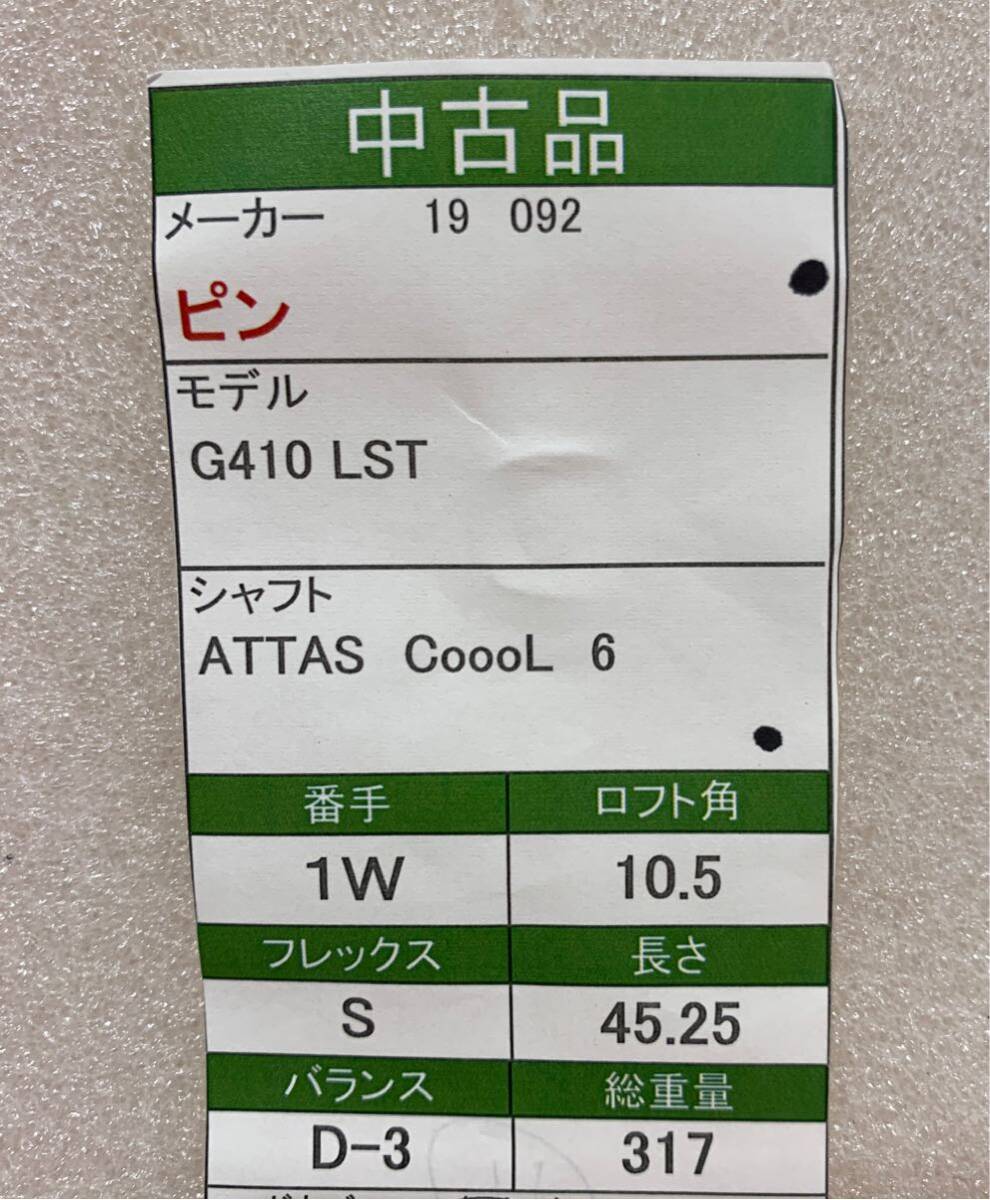 中古品
メーカー 19 092
ピン
モデル
G410 LST
シャフト
ATTAS CoooL 6
番手 ロフト角
1W 10.5
フレックス 長さ
S 45.25
バランス 総重量
D-3 317